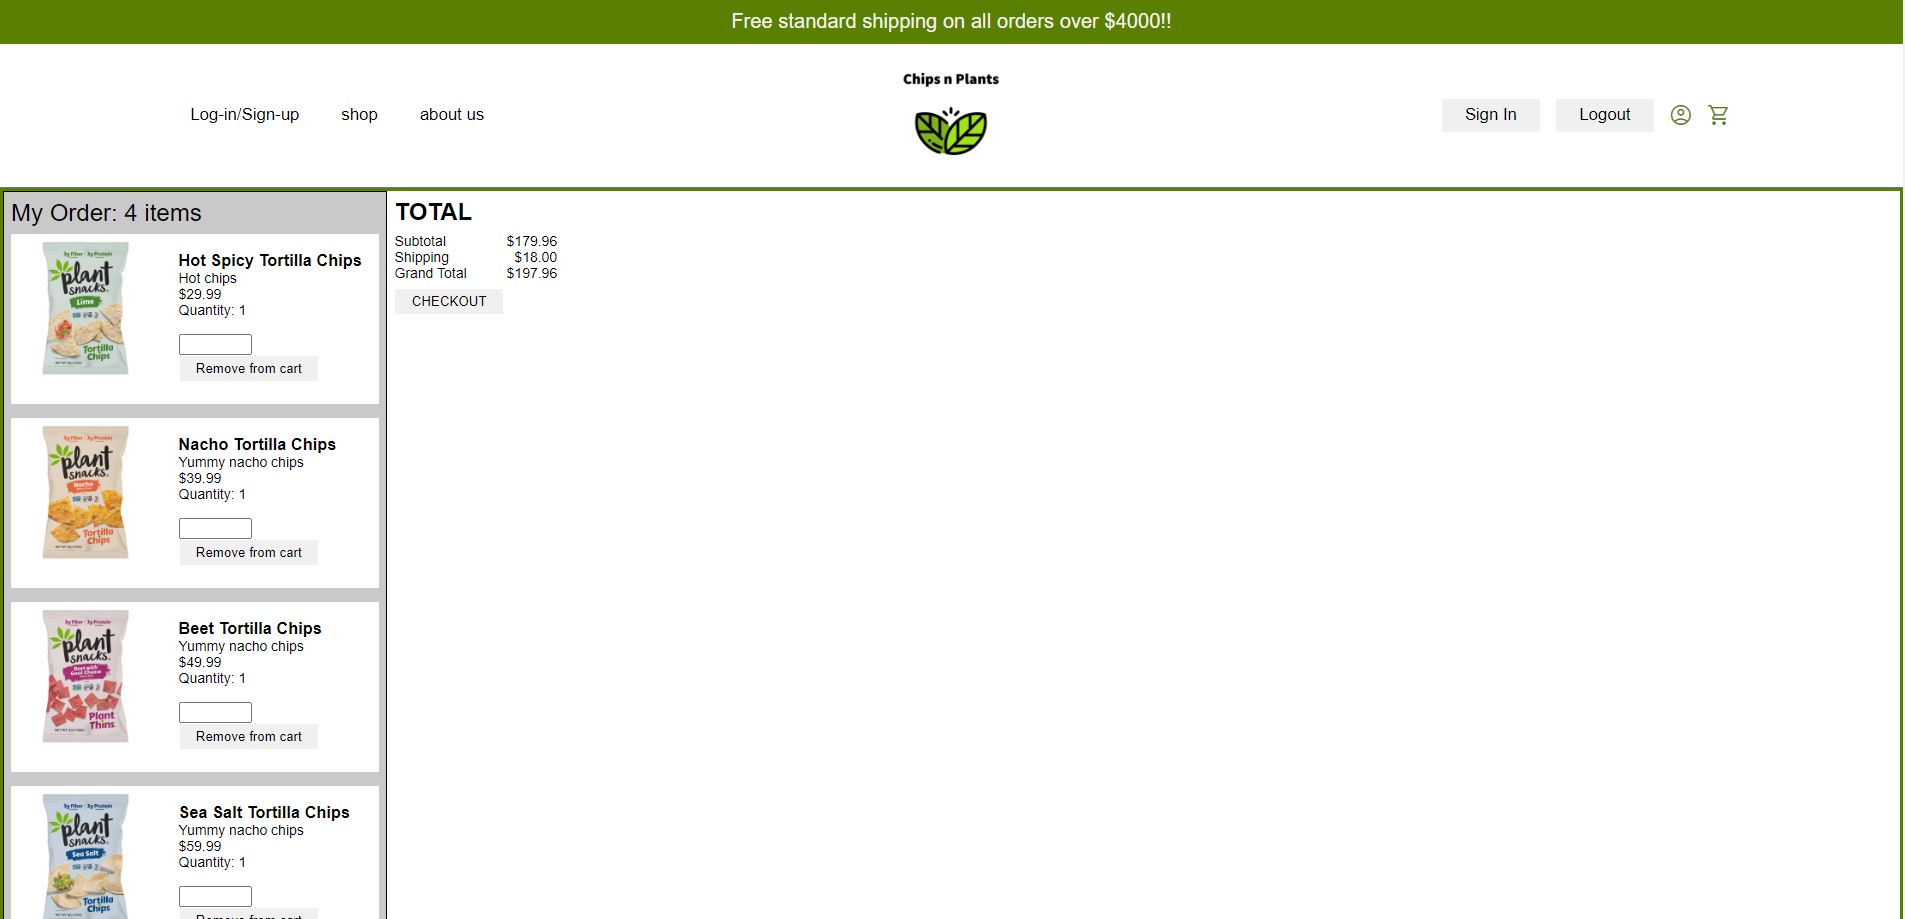 Free standard shipping on all orders over $4000!!
Log-in/Sign-up shop about us
Chips n Plants
Sign In Logout
My Order: 4 items
3g Fiber | 3g Protein
plant
snacks.
Lime
Tortilla
Chips
Hot Spicy Tortilla Chips
Hot chips
$29.99
Quantity: 1
Remove from cart
3g Fiber | 3g Protein
plant
snacks.
Nacho
Tortilla
Chips
Nacho Tortilla Chips
Yummy nacho chips
$39.99
Quantity: 1
Remove from cart
3g Fiber | 3g Protein
plant
snacks.
Beet with
Goat Cheese
Plant
Thins
Beet Tortilla Chips
Yummy nacho chips
$49.99
Quantity: 1
Remove from cart
3g Fiber | 3g Protein
plant
snacks.
Sea Salt
Tortilla
Chips
Sea Salt Tortilla Chips
Yummy nacho chips
$59.99
Quantity: 1
Remove from cart
TOTAL
Subtotal $179.96
Shipping $18.00
Grand Total $197.96
CHECKOUT